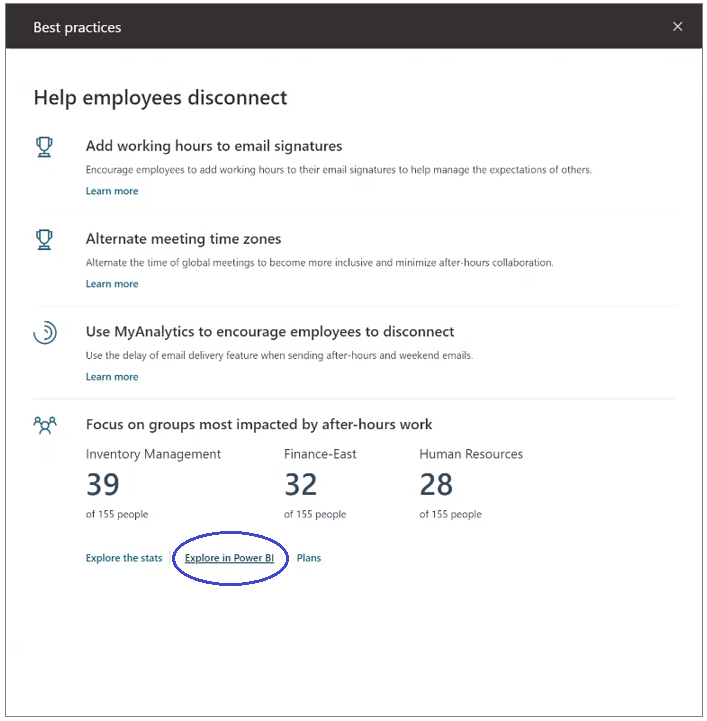 Best practices
Help employees disconnect
Add working hours to email signatures
Encourage employees to add working hours to their email signatures to help manage the expectations of others.
Learn more
Alternate meeting time zones
Alternate the time of global meetings to become more inclusive and minimize after-hours collaboration.
Learn more
Use MyAnalytics to encourage employees to disconnect
Use the delay of email delivery feature when sending after-hours and weekend emails.
Learn more
Focus on groups most impacted by after-hours work
Inventory Management Finance-East Human Resources
39 32 28
of 155 people of 155 people of 155 people
Explore the stats Explore in Power BI Plans